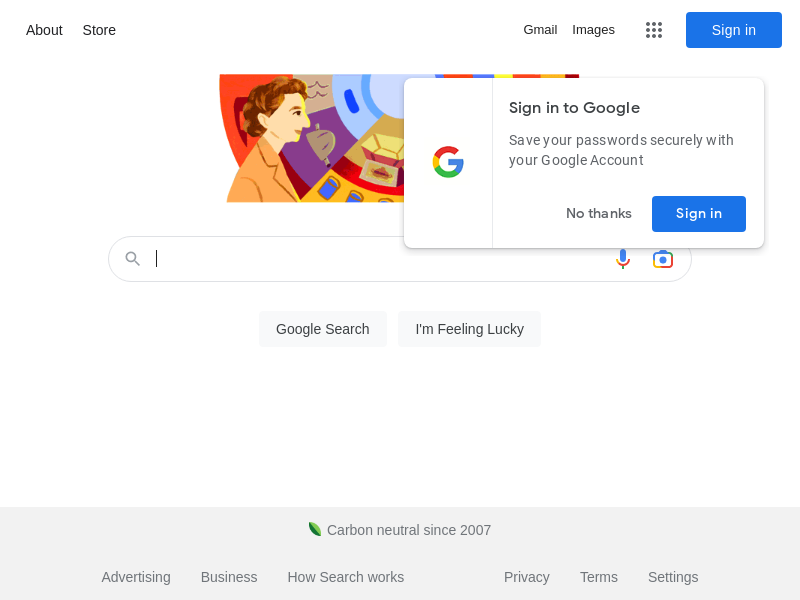 About Store Gmail Images Sign in
Sign in to Google
Save your passwords securely with
your Google Account
No thanks Sign in
Google Search I'm Feeling Lucky
Carbon neutral since 2007
Advertising Business How Search works Privacy Terms Settings